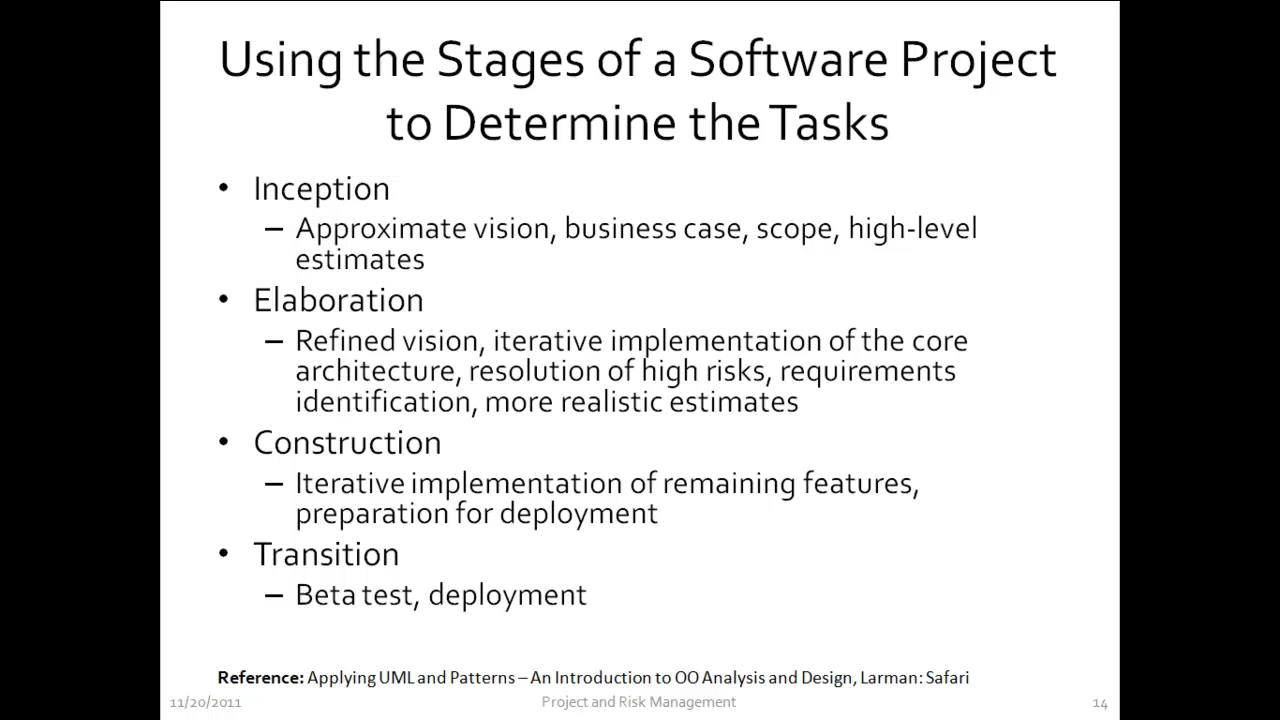 Using the Stages of a Software Project
to Determine the Tasks
• Inception
– Approximate vision, business case, scope, high-level
estimates
• Elaboration
– Refined vision, iterative implementation of the core
architecture, resolution of high risks, requirements
identification, more realistic estimates
• Construction
– Iterative implementation of remaining features,
preparation for deployment
• Transition
– Beta test, deployment
Reference: Applying UML and Patterns – An Introduction to OO Analysis and Design, Larman: Safari
11/20/2011 Project and Risk Management 14